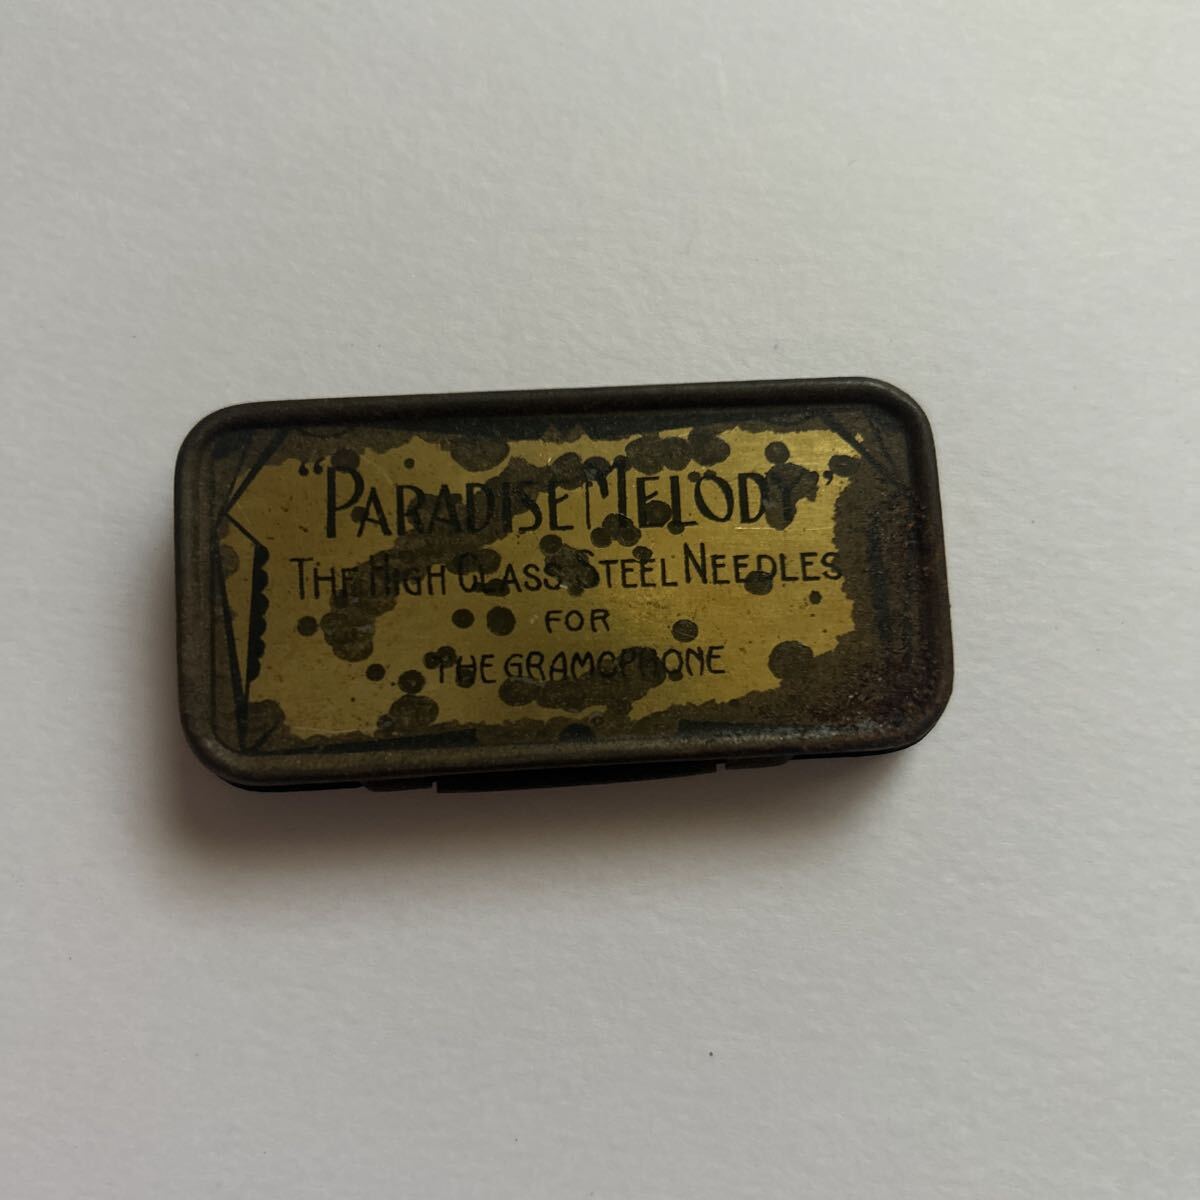 "PARADISE MELODY"
THE HIGH CLASS STEEL NEEDLES
FOR
THE GRAMOPHONE